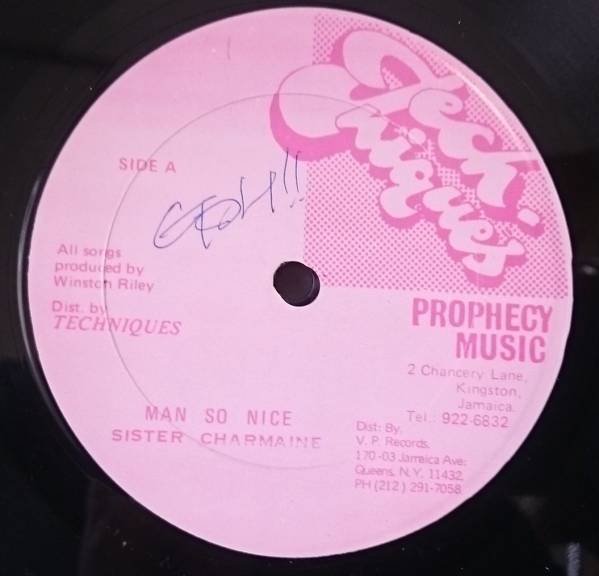 Tech-
niques
SIDE A
All songs
produced by
Winston Riley
Dist. by
TECHNIQUES
PROPHECY
MUSIC
2 Chancery Lane,
Kingston,
Jamaica.
Tel.. 922-6832
MAN SO NICE
SISTER CHARMAINE
Dist: By.
V. P. Records.
170-03 Jamaica Ave:
Queens, N.Y, 11432.
PH (212) 291-7058